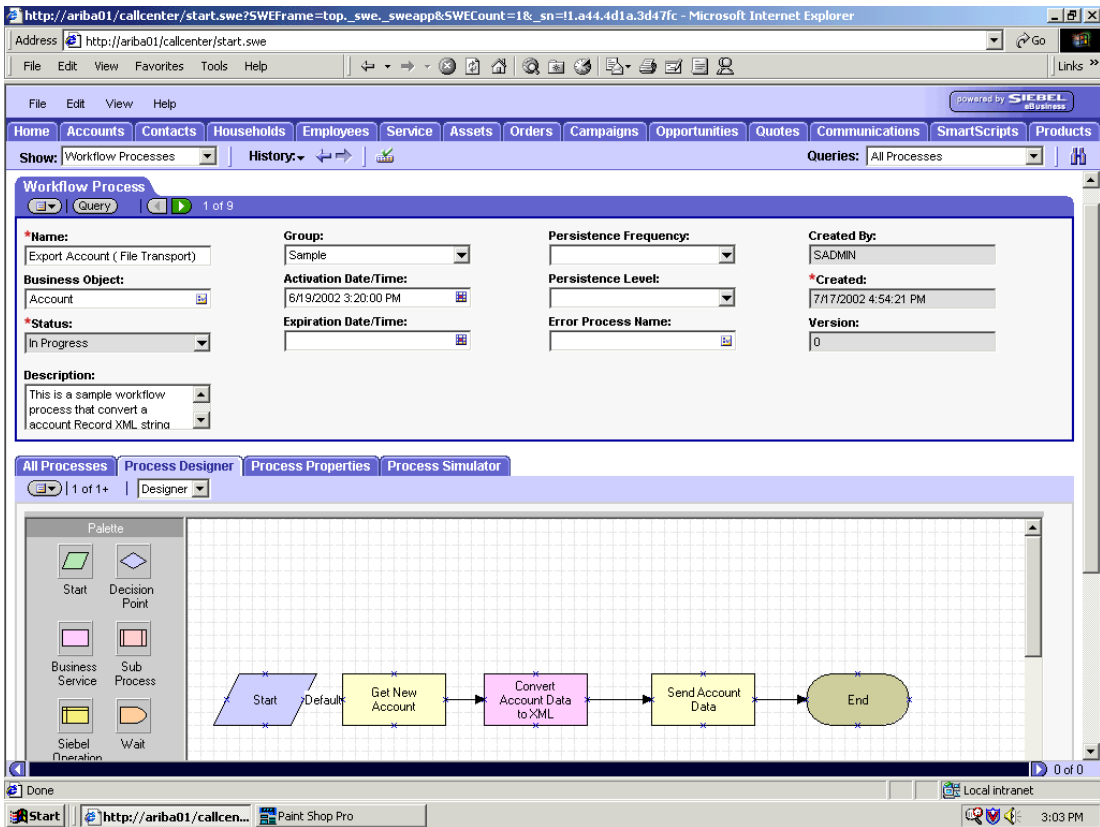 http://ariba01/callcenter/start.swe?SWEFrame=top._swe._sweapp&SWECount=1&_sn=!1.a44.4d1a.3d47fc - Microsoft Internet Explorer
Address http://ariba01/callcenter/start.swe Go
File Edit View Favorites Tools Help Links »
File Edit View Help powered by SIEBEL eBusiness
Home Accounts Contacts Households Employees Service Assets Orders Campaigns Opportunities Quotes Communications SmartScripts Products
Show: Workflow Processes History: Queries: All Processes
Workflow Process
Query 1 of 9
*Name: Group: Persistence Frequency: Created By:
Export Account ( File Transport) Sample SADMIN
Business Object: Activation Date/Time: Persistence Level: *Created:
Account 6/19/2002 3:20:00 PM 7/17/2002 4:54:21 PM
*Status: Expiration Date/Time: Error Process Name: Version:
In Progress 0
Description:
This is a sample workflow
process that convert a
account Record XML string
All Processes Process Designer Process Properties Process Simulator
1 of 1+ Designer
Palette
Start Decision
Point
Business Sub
Service Process
Siebel Wait
Operation
Start Default Get New
Account
Convert
Account Data
to XML
Send Account
Data
End
0 of 0
Done Local intranet
Start http://ariba01/callcen... Paint Shop Pro 3:03 PM